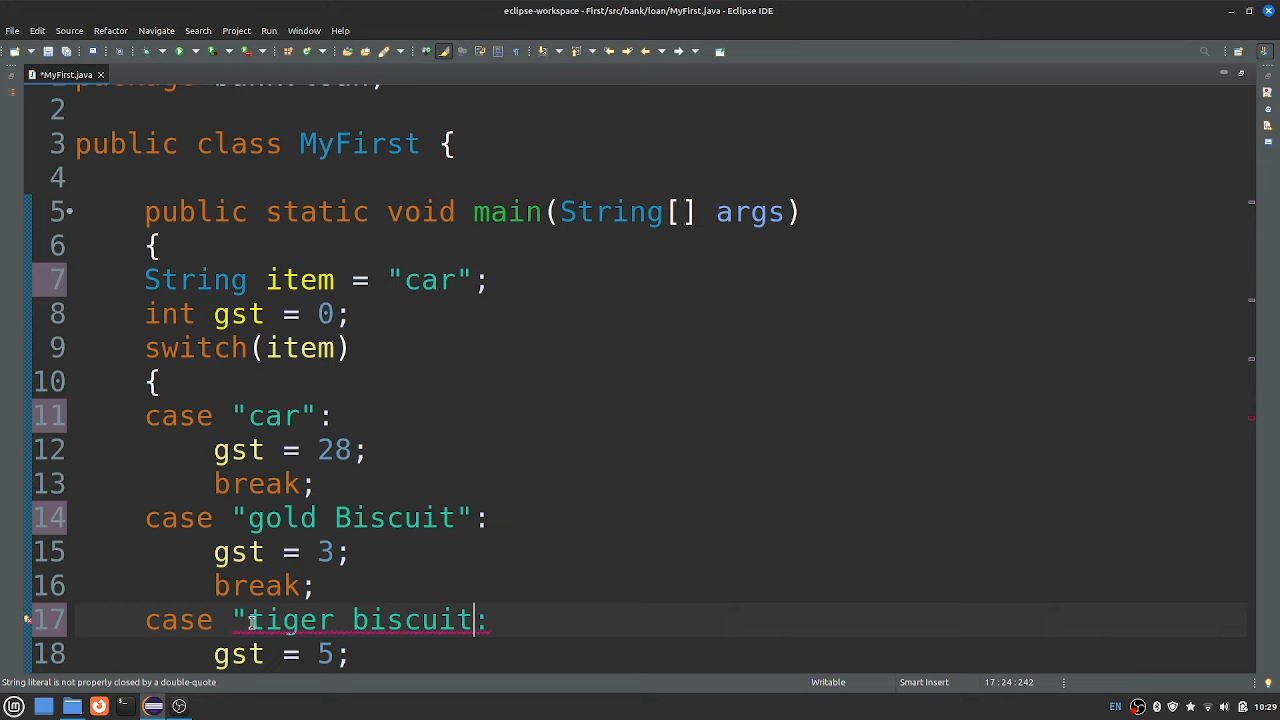 eclipse-workspace - First/src/bank/loan/MyFirst.java - Eclipse IDE
File Edit Source Refactor Navigate Search Project Run Window Help
*MyFirst.java
2
3 public class MyFirst {
4
5 public static void main(String[] args)
6 {
7 String item = "car";
8 int gst = 0;
9 switch(item)
10 {
11 case "car":
12 gst = 28;
13 break;
14 case "gold Biscuit":
15 gst = 3;
16 break;
17 case "tiger biscuit:
18 gst = 5;
String literal is not properly closed by a double-quote Writable Smart Insert 17 : 24 : 242
EN 10:29